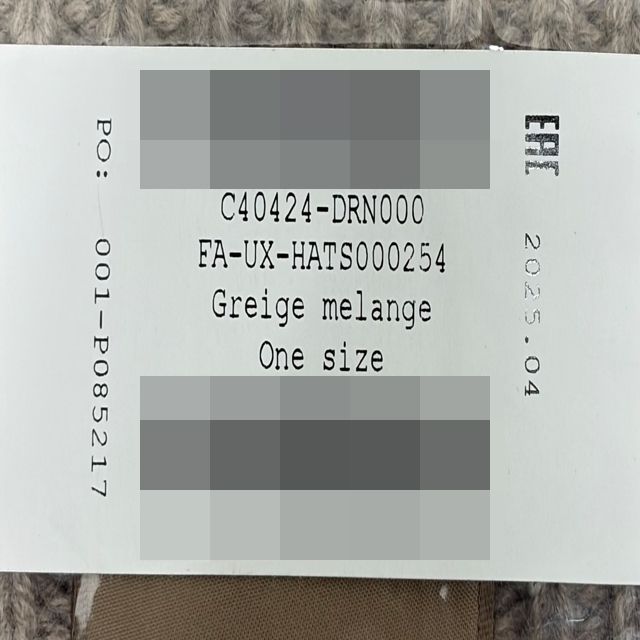 PO: 001-P085217
C40424-DRN000
FA-UX-HATS000254
Greige melange
One size
EAC 2025.04